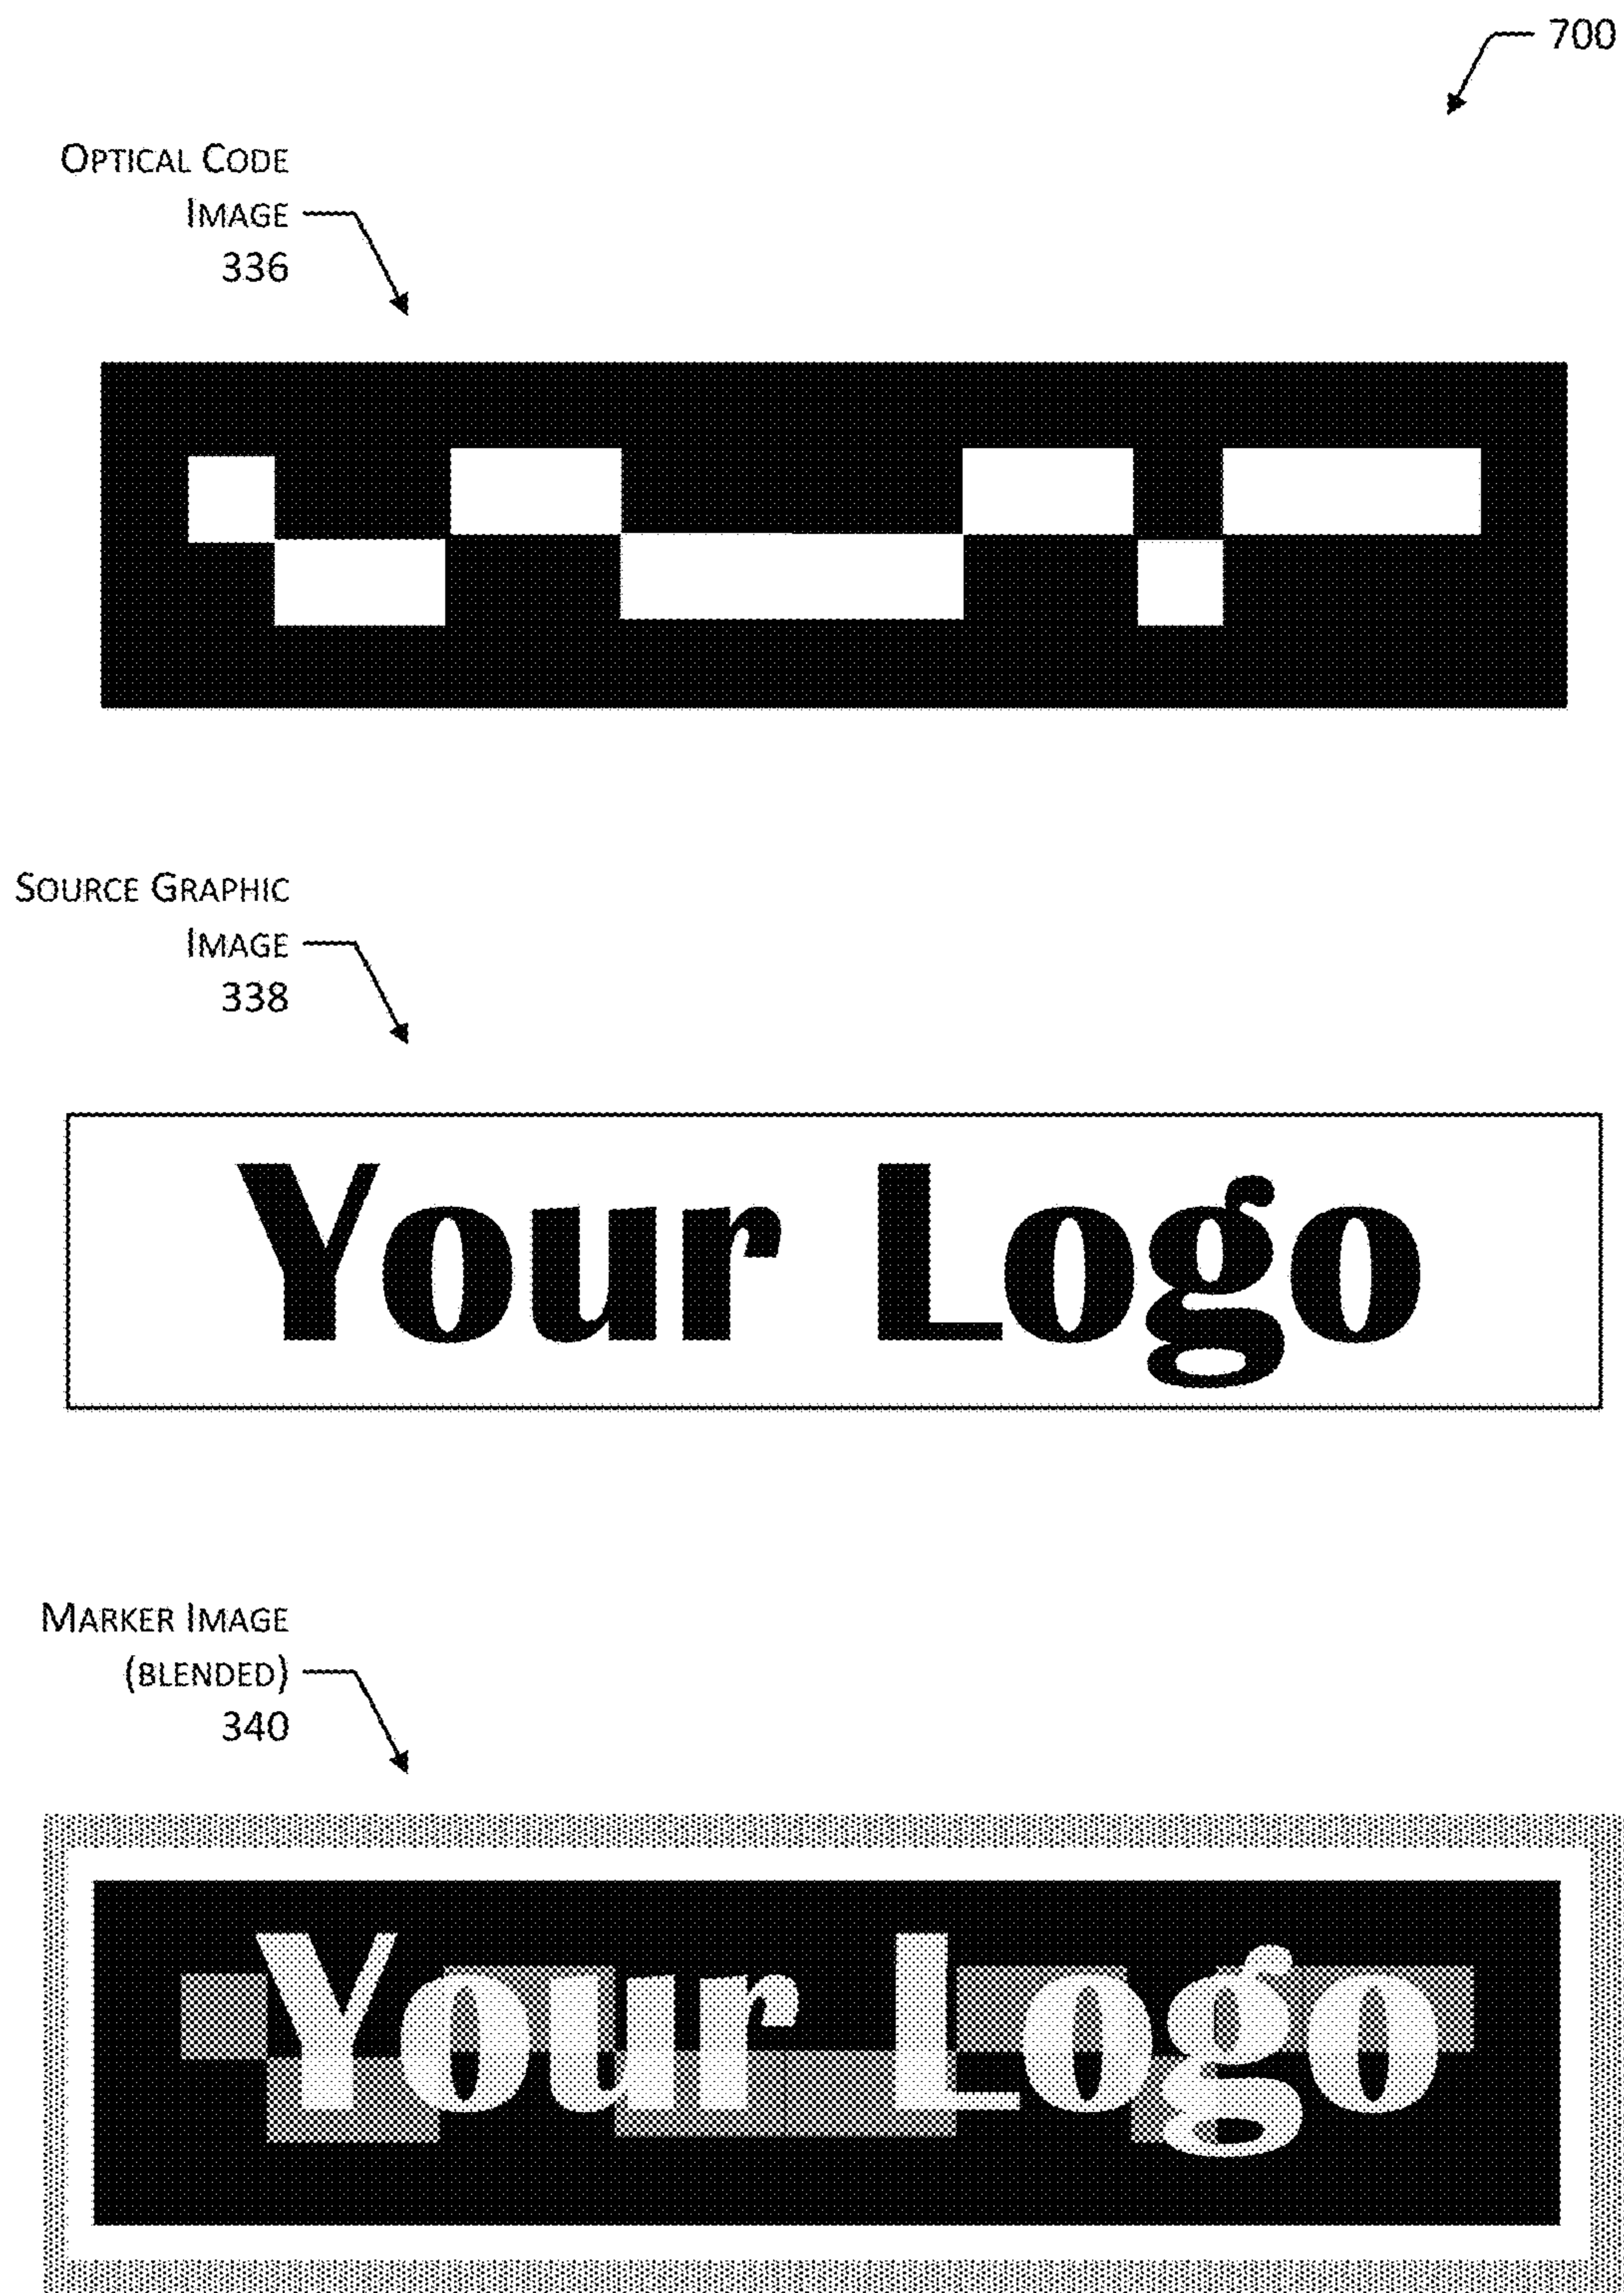 700
OPTICAL CODE
IMAGE
336
SOURCE GRAPHIC
IMAGE
338
Your Logo
MARKER IMAGE
(BLENDED)
340
Your Logo